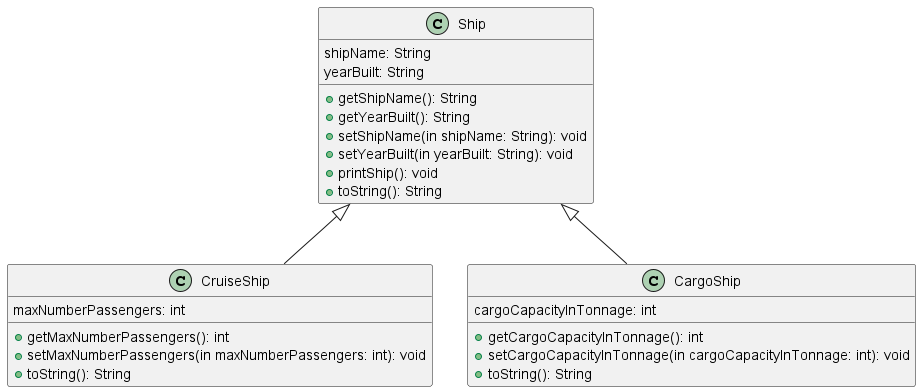 C Ship
shipName: String
yearBuilt: String
getShipName(): String
getYearBuilt(): String
setShipName(in shipName: String): void
setYearBuilt(in yearBuilt: String): void
printShip(): void
toString(): String
C CruiseShip
maxNumberPassengers: int
getMaxNumberPassengers(): int
setMaxNumberPassengers(in maxNumberPassengers: int): void
toString(): String
C CargoShip
cargoCapacityInTonnage: int
getCargoCapacityInTonnage(): int
setCargoCapacityInTonnage(in cargoCapacityInTonnage: int): void
toString(): String